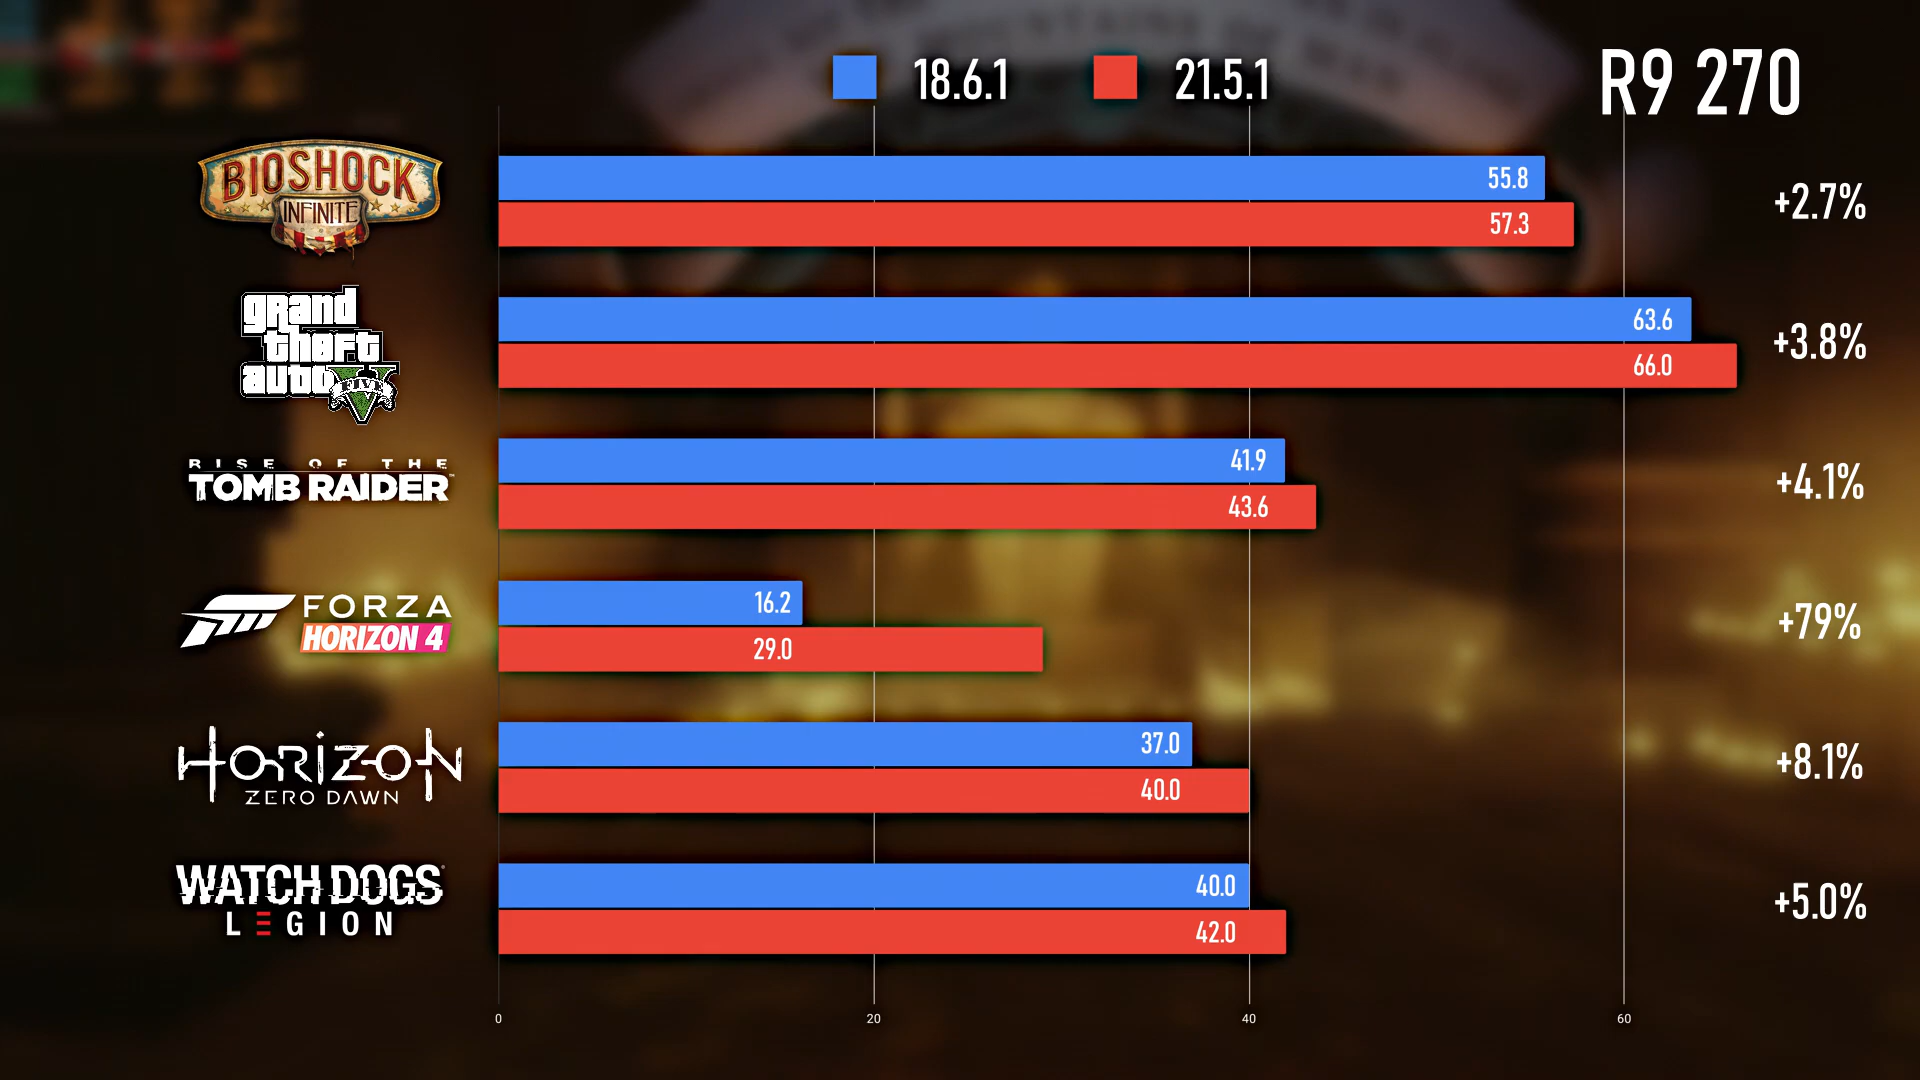 18.6.1
21.5.1
R9 270
BIOSHOCK
INFINITE
55.8
57.3
+2.7%
grand
theft
auto
FIVE
V
63.6
66.0
+3.8%
RISE OF THE
TOMB RAIDER
41.9
43.6
+4.1%
FORZA
HORIZON 4
16.2
29.0
+79%
HORIZON
ZERO DAWN
37.0
40.0
+8.1%
WATCH DOGS
LEGION
40.0
42.0
+5.0%
0
20
40
60